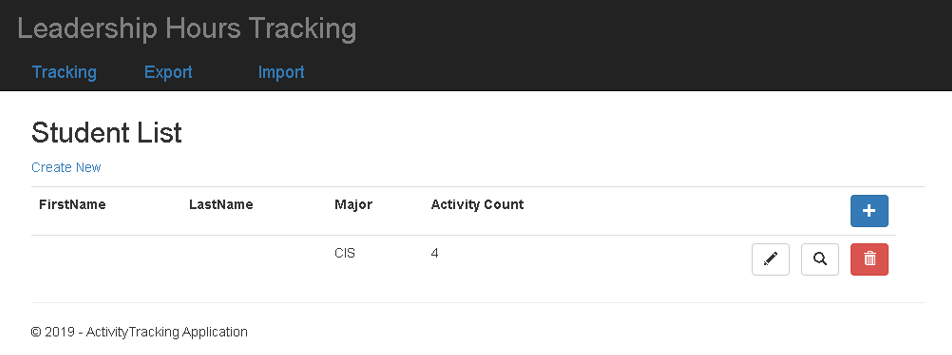 Leadership Hours Tracking
Tracking Export Import
Student List
Create New
FirstName LastName Major Activity Count
CIS 4
© 2019 - ActivityTracking Application